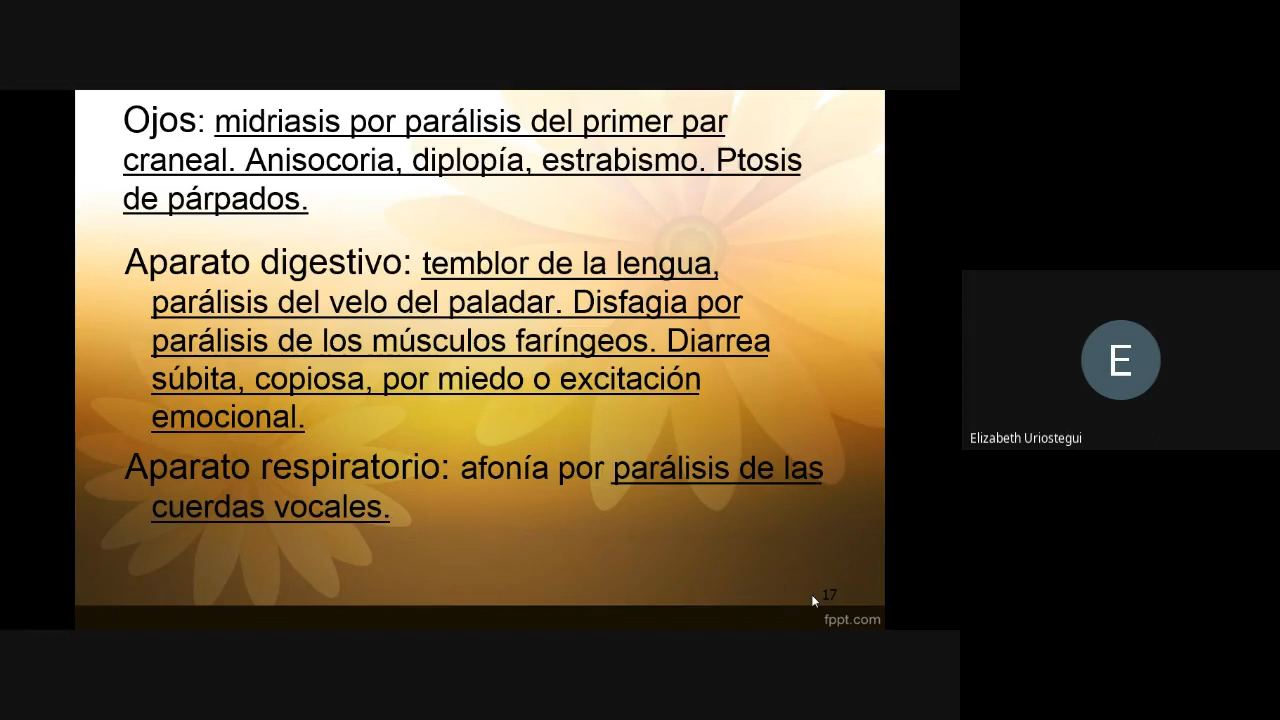 Ojos: midriasis por parálisis del primer par
craneal. Anisocoria, diplopía, estrabismo. Ptosis
de párpados.
Aparato digestivo: temblor de la lengua,
parálisis del velo del paladar. Disfagia por
parálisis de los músculos faríngeos. Diarrea
súbita, copiosa, por miedo o excitación
emocional.
Aparato respiratorio: afonía por parálisis de las
cuerdas vocales.
17
fppt.com
E
Elizabeth Uriostegui